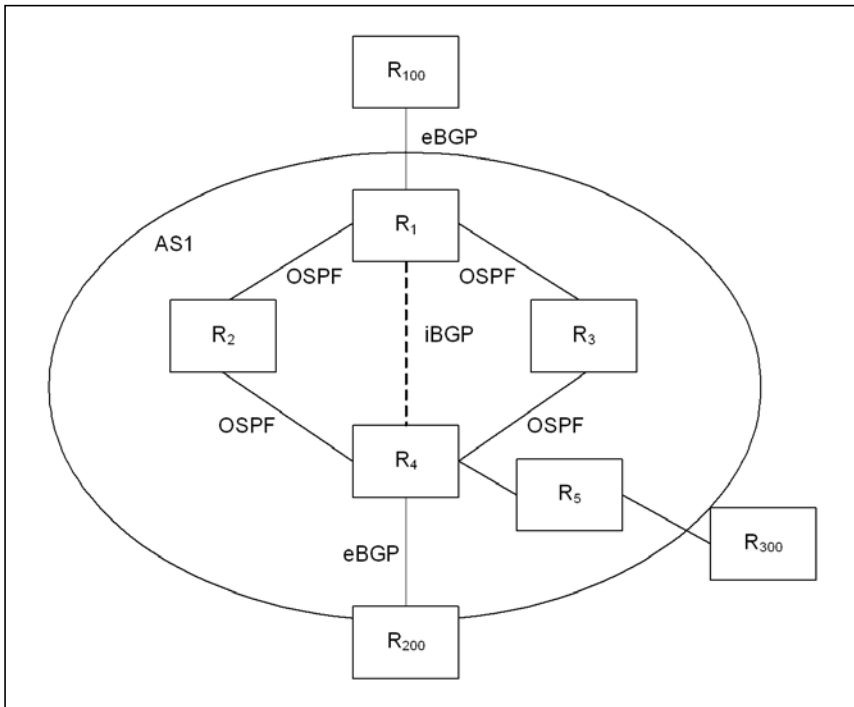 R100
eBGP
R1
AS1
OSPF
OSPF
R2
iBGP
R3
OSPF
OSPF
R4
R5
eBGP
R300
R200